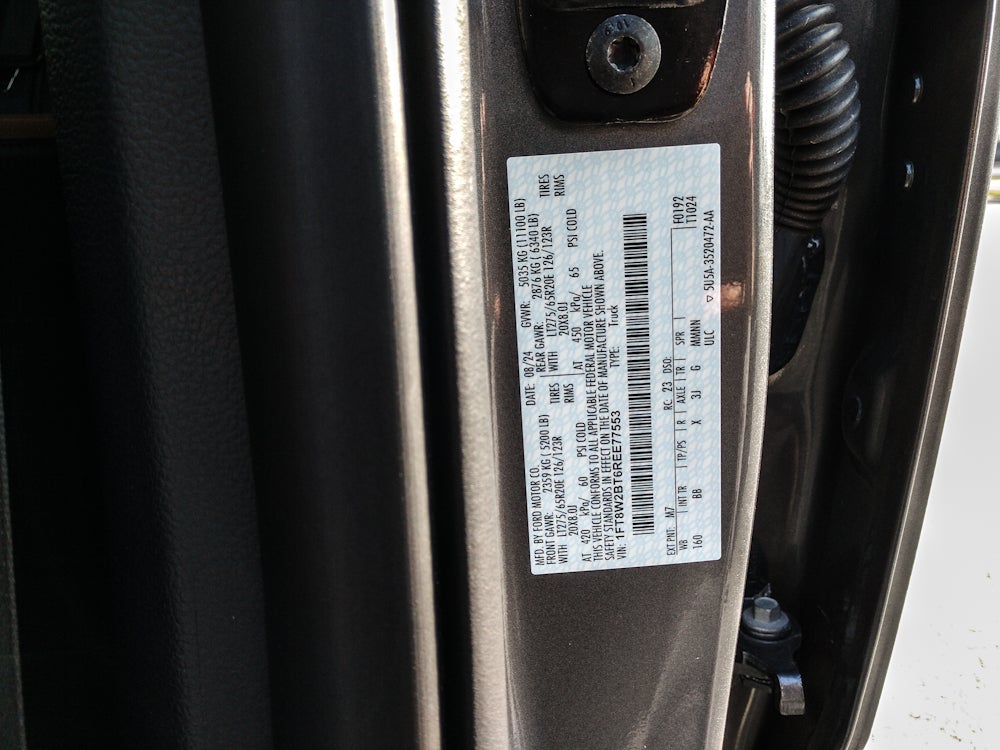 MFD. BY FORD MOTOR CO.
DATE: 08/24 GVWR: 5035 KG (11100 LB)
FRONT GAWR: 2359 KG ( 5200 LB)
REAR GAWR: 2876 KG ( 6340 LB)
WITH LT275/65R20E 126/123R TIRES
WITH LT275/65R20E 126/123R TIRES
20X8.0J RIMS
20X8.0J RIMS
AT 420 kPa/ 60 PSI COLD
AT 450 kPa/ 65 PSI COLD
THIS VEHICLE CONFORMS TO ALL APPLICABLE FEDERAL MOTOR VEHICLE
SAFETY STANDARDS IN EFFECT ON THE DATE OF MANUFACTURE SHOWN ABOVE.
VIN: 1FT8W2BT6REE77553 TYPE: Truck
F0192
T1024
EXT PNT: M7 RC: 23 DSO:
WB INT TR TP/PS R AXLE TR SPR
160 BB X 3J G MMMN
ULC
5U5A-3520472-AA
10.9